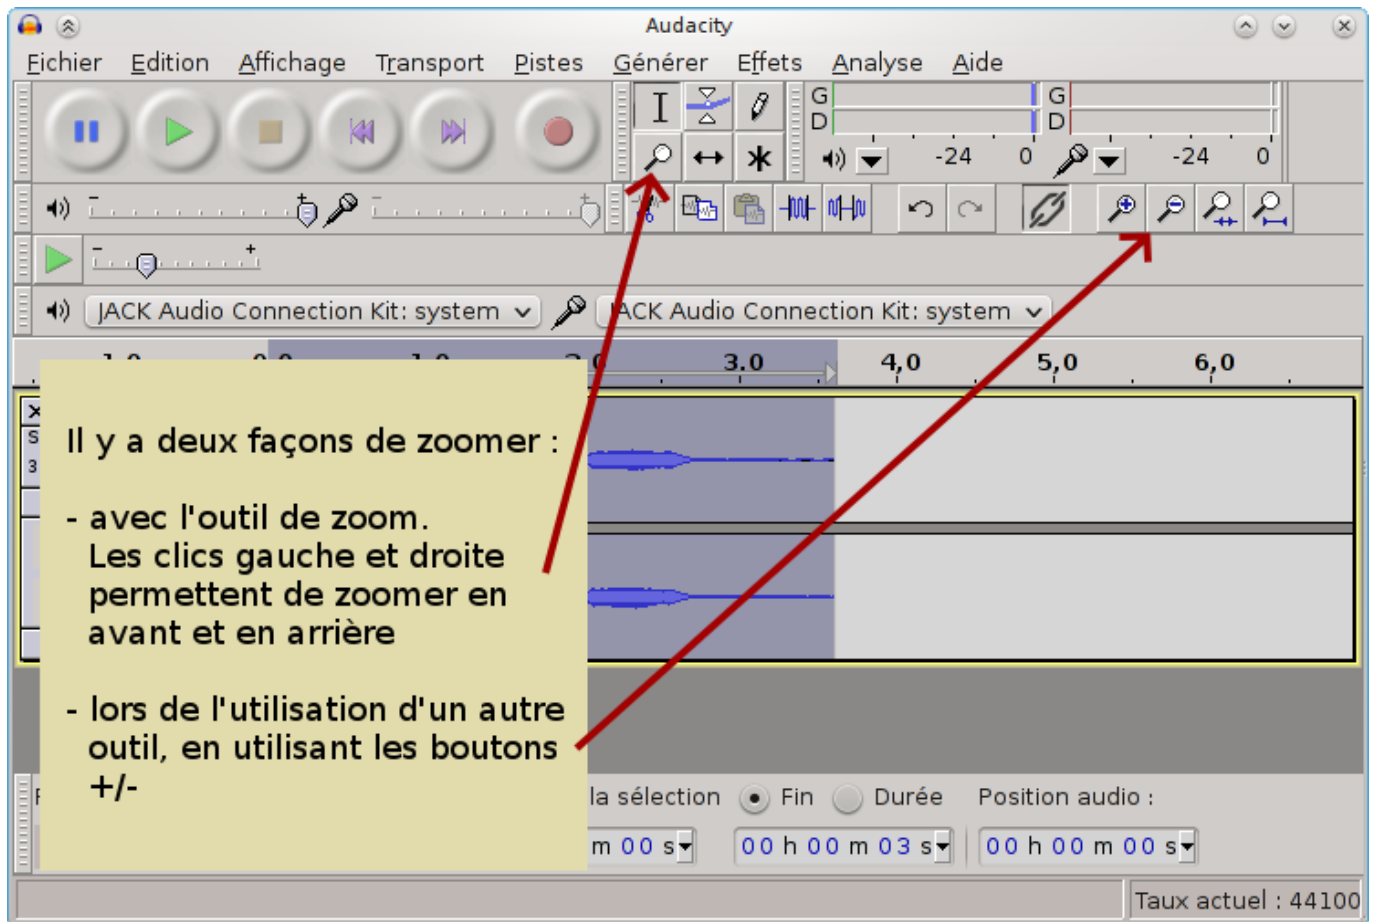 Audacity
Fichier Edition Affichage Transport Pistes Générer Effets Analyse Aide
G
D
-24 0
G
D
-24 0
- +
JACK Audio Connection Kit: system
JACK Audio Connection Kit: system
3.0 4,0 5,0 6,0
Il y a deux façons de zoomer :
- avec l'outil de zoom.
Les clics gauche et droite
permettent de zoomer en
avant et en arrière
- lors de l'utilisation d'un autre
outil, en utilisant les boutons
+/-
la sélection Fin Durée Position audio :
m 00 s 00 h 00 m 03 s 00 h 00 m 00 s
Taux actuel : 44100